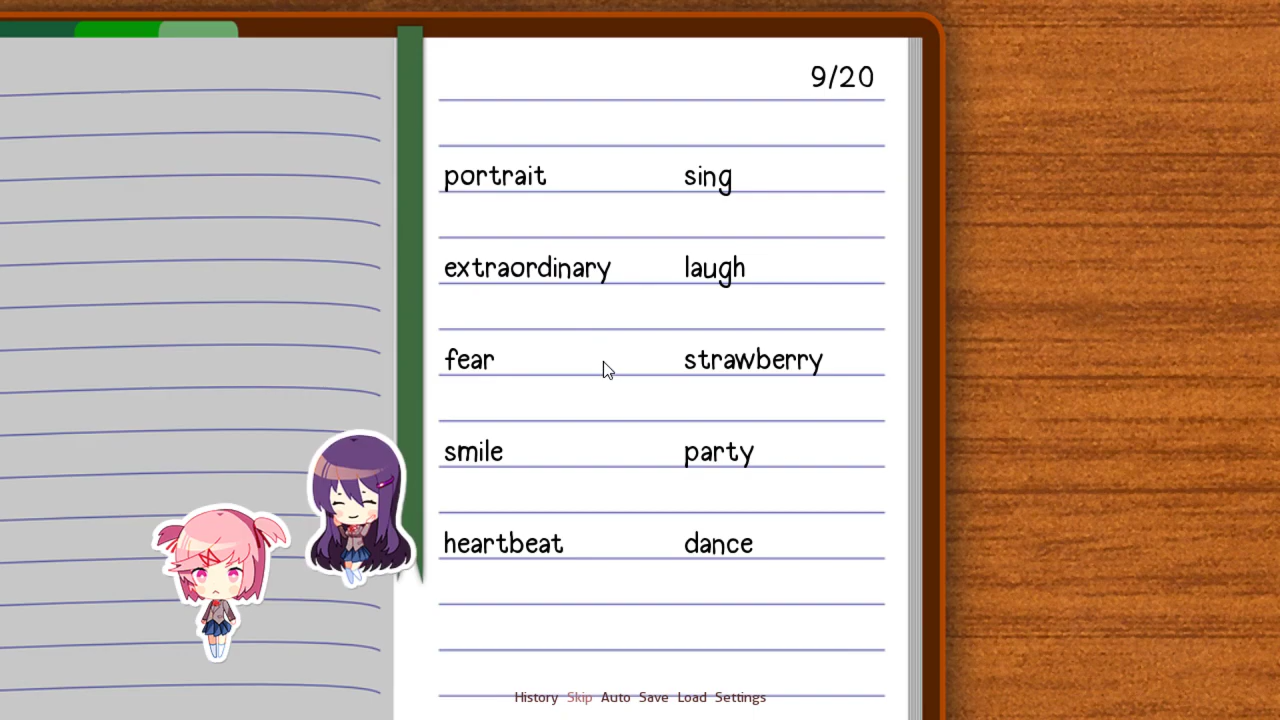 9/20
portrait sing
extraordinary laugh
fear strawberry
smile party
heartbeat dance
History Skip Auto Save Load Settings